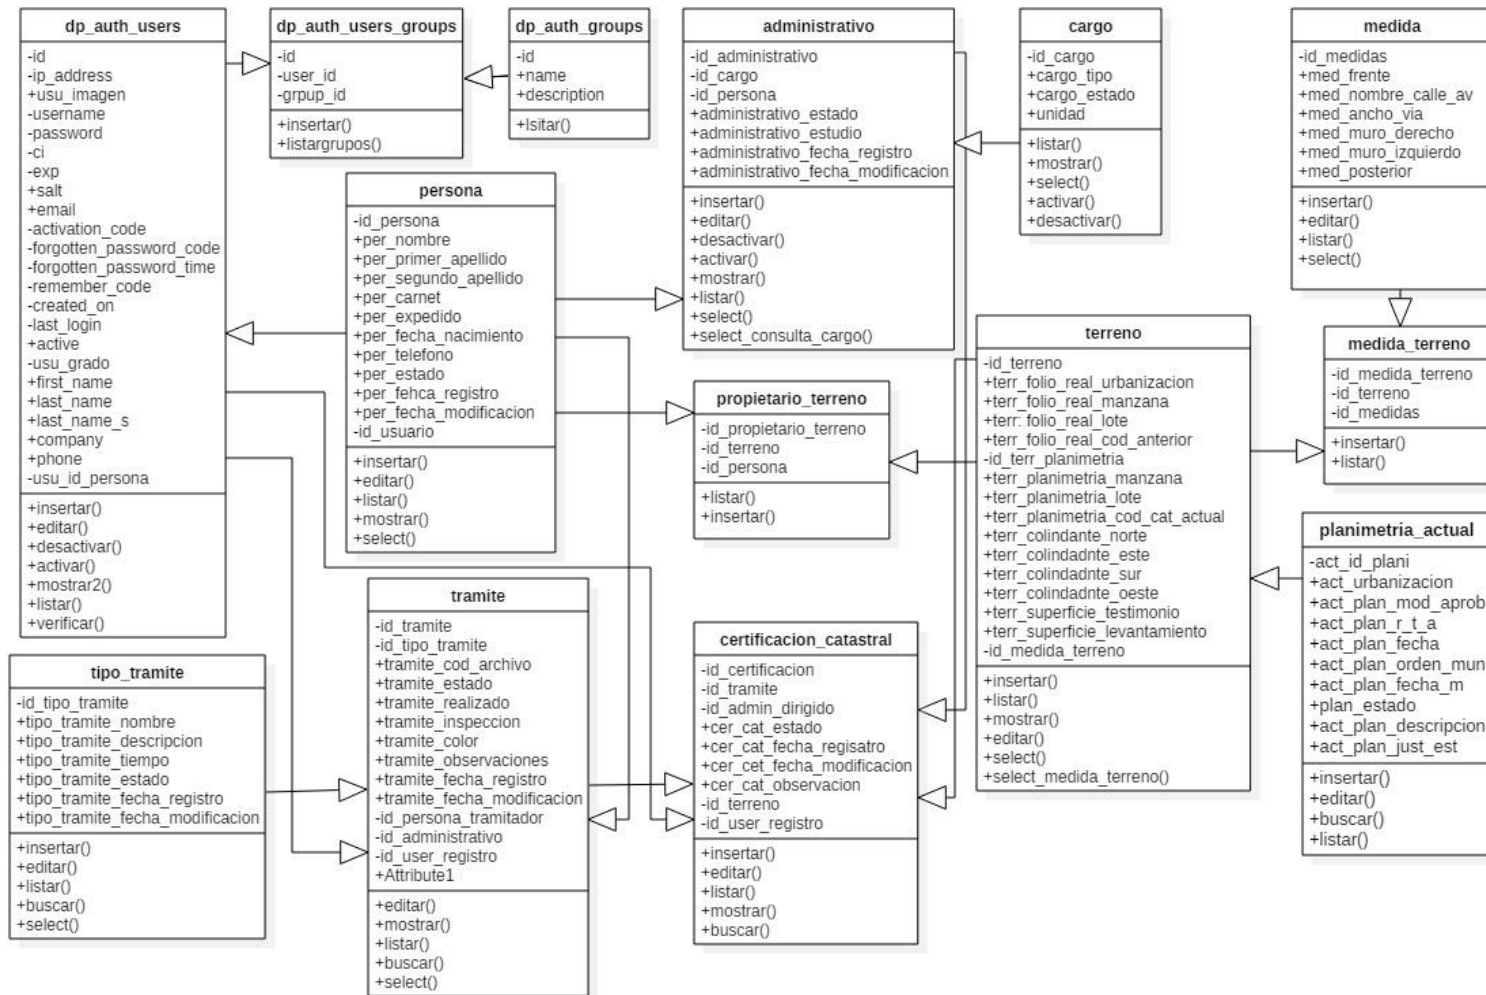 dp_auth_users
-id
-ip_address
+usu_imagen
-username
-password
-ci
-exp
+salt
+email
-activation_code
-forgotten_password_code
-forgotten_password_time
-remember_code
-created_on
-last_login
+active
-usu_grado
+first_name
+last_name
+last_name_s
+company
+phone
-usu_id_persona
+insertar()
+editar()
+desactivar()
+activar()
+mostrar2()
+listar()
+verificar()
dp_auth_users_groups
-id
-user_id
-grpup_id
+insertar()
+listargrupos()
dp_auth_groups
-id
+name
+description
+lsitar()
administrativo
-id_administrativo
-id_cargo
-id_persona
+administrativo_estado
+administrativo_estudio
+administrativo_fecha_registro
+administrativo_fecha_modificacion
+insertar()
+editar()
+desactivar()
+activar()
+mostrar()
+listar()
+select()
+select_consulta_cargo()
cargo
-id_cargo
+cargo_tipo
+cargo_estado
+unidad
+listar()
+mostrar()
+select()
+activar()
+desactivar()
medida
-id_medidas
+med_frente
+med_nombre_calle_av
+med_ancho_via
+med_muro_derecho
+med_muro_izquierdo
+med_posterior
+insertar()
+editar()
+listar()
+select()
persona
-id_persona
+per_nombre
+per_primer_apellido
+per_segundo_apellido
+per_carnet
+per_expedido
+per_fecha_nacimiento
+per_telefono
+per_estado
+per_fehca_registro
+per_fecha_modificacion
-id_usuario
+insertar()
+editar()
+listar()
+mostrar()
+select()
propietario_terreno
-id_propietario_terreno
-id_terreno
-id_persona
+listar()
+insertar()
terreno
-id_terreno
+terr_folio_real_urbanizacion
+terr_folio_real_manzana
+terr: folio_real_lote
+terr_folio_real_cod_anterior
-id_terr_planimetria
+terr_planimetria_manzana
+terr_planimetria_lote
+terr_planimetria_cod_cat_actual
+terr_colindante_norte
+terr_colindadnte_este
+terr_colindadnte_sur
+terr_colindadnte_oeste
+terr_superficie_testimonio
+terr_superficie_levantamiento
-id_medida_terreno
+insertar()
+listar()
+mostrar()
+editar()
+select()
+select_medida_terreno()
medida_terreno
-id_medida_terreno
-id_terreno
-id_medidas
+insertar()
+listar()
planimetria_actual
-act_id_plani
+act_urbanizacion
+act_plan_mod_aprob
+act_plan_r_t_a
+act_plan_fecha
+act_plan_orden_mun
+act_plan_fecha_m
+plan_estado
+act_plan_descripcion
+act_plan_just_est
+insertar()
+editar()
+buscar()
+listar()
tipo_tramite
-id_tipo_tramite
+tipo_tramite_nombre
+tipo_tramite_descripcion
+tipo_tramite_tiempo
+tipo_tramite_estado
+tipo_tramite_fecha_registro
+tipo_tramite_fecha_modificacion
+insertar()
+editar()
+listar()
+buscar()
+select()
tramite
-id_tramite
-id_tipo_tramite
+tramite_cod_archivo
+tramite_estado
+tramite_realizado
+tramite_inspeccion
+tramite_color
+tramite_observaciones
+tramite_fecha_registro
+tramite_fecha_modificacion
-id_persona_tramitador
-id_administrativo
-id_user_registro
+Attribute1
+editar()
+mostrar()
+listar()
+buscar()
+select()
certificacion_catastral
-id_certificacion
-id_tramite
-id_admin_dirigido
+cer_cat_estado
+cer_cat_fecha_regisatro
+cer_cet_fecha_modificacion
+cer_cat_observacion
-id_terreno
-id_user_registro
+insertar()
+editar()
+listar()
+mostrar()
+buscar()